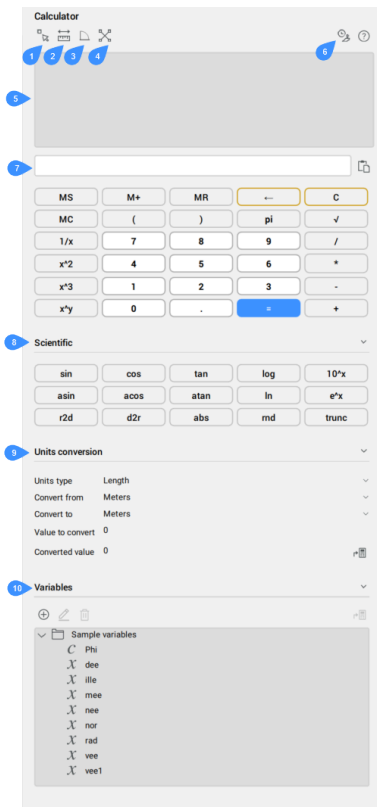 Calculator
1 2 3 4 6
5
7
MS M+ MR ← C
MC ( ) pi √
1/x 7 8 9 /
x^2 4 5 6 *
x^3 1 2 3 -
x^y 0 . = +
8 Scientific
sin cos tan log 10^x
asin acos atan ln e^x
r2d d2r abs rnd trunc
9 Units conversion
Units type Length
Convert from Meters
Convert to Meters
Value to convert 0
Converted value 0
10 Variables
Sample variables
C Phi
X dee
X ille
X mee
X nee
X nor
X rad
X vee
X vee1